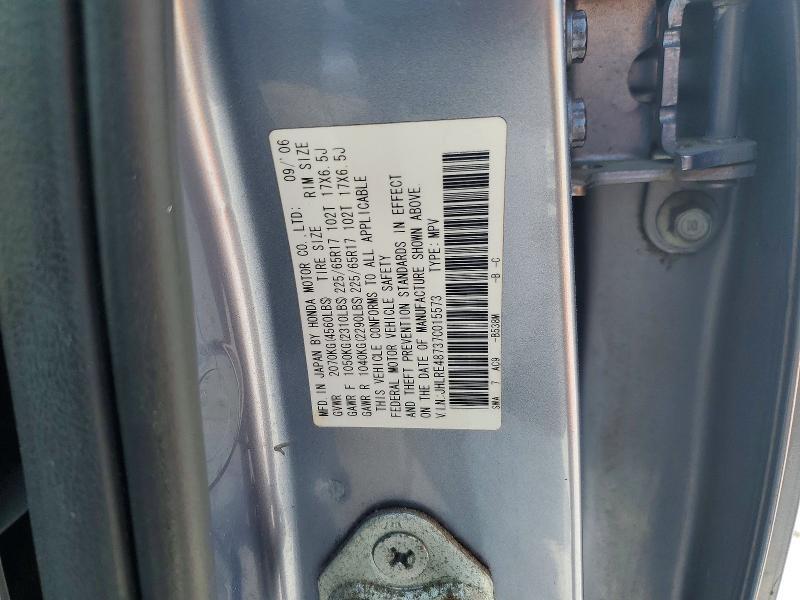 MFD. IN JAPAN BY HONDA MOTOR CO., LTD: 09/'06
TIRE SIZE RIM SIZE
GVWR 2070KG(4560LBS)
GAWR F 1050KG(2310LBS) 225/65R17 102T 17X6.5J
GAWR R 1040KG(2290LBS) 225/65R17 102T 17X6.5J
THIS VEHICLE CONFORMS TO ALL APPLICABLE
FEDERAL MOTOR VEHICLE SAFETY
AND THEFT PREVENTION STANDARDS IN EFFECT
ON THE DATE OF MANUFACTURE SHOWN ABOVE.
V.I.N:JHLRE48737C015573 TYPE: MPV
SWA 7 AC9 -B538M -B -C